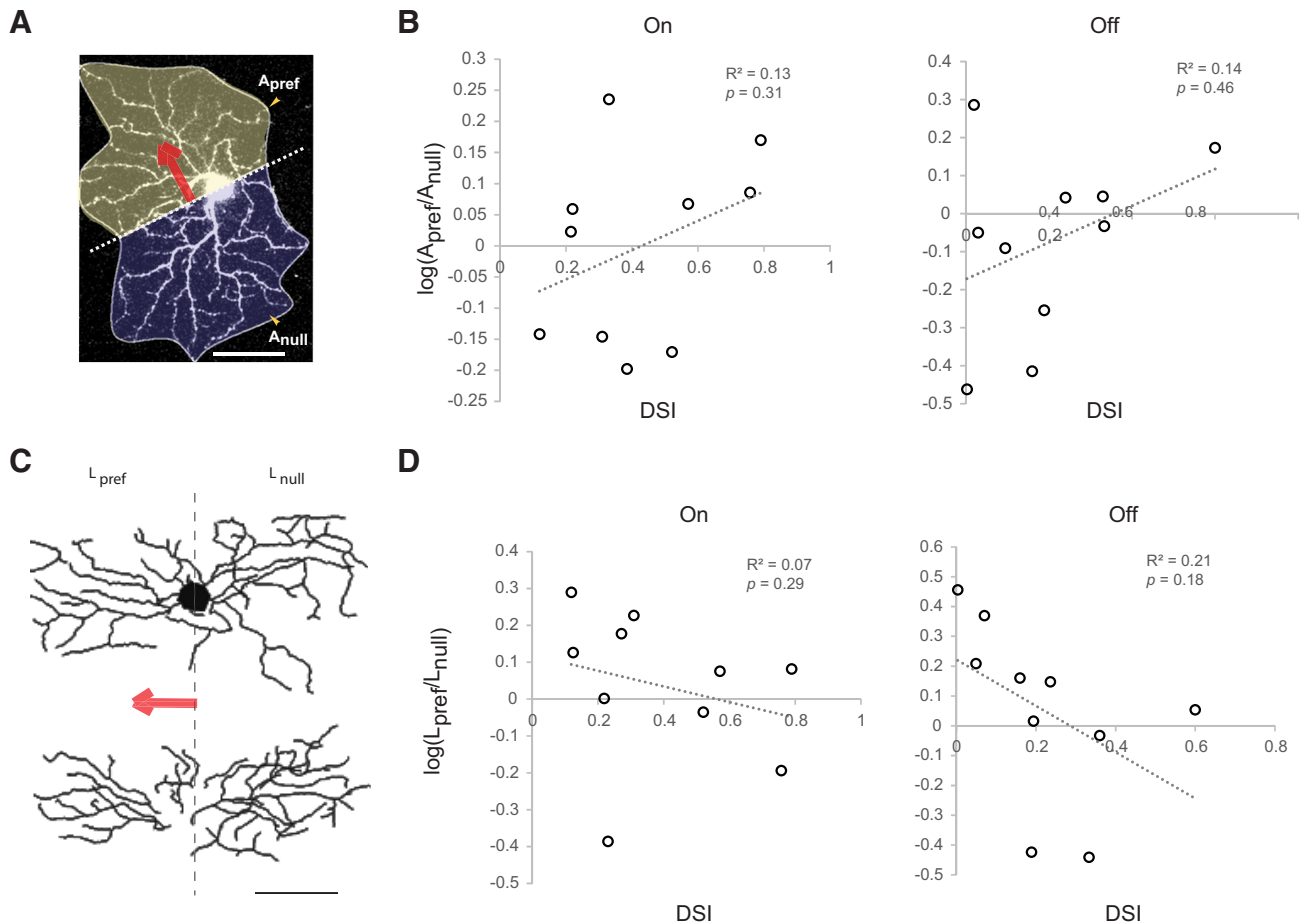 A
Apref
Anull
B
On
log(Apref/Anull)
0.3
0.25
0.2
0.15
0.1
0.05
0
-0.05
-0.1
-0.15
-0.2
-0.25
0
0.2
0.4
0.6
0.8
1
R² = 0.13
p = 0.31
DSI
Off
0.4
0.3
0.2
0.1
0
-0.1
-0.2
-0.3
-0.4
-0.5
0
0.2
0.4
0.6
0.8
R² = 0.14
p = 0.46
DSI
C
L pref
L null
D
On
log(Lpref/Lnull)
0.4
0.3
0.2
0.1
0
-0.1
-0.2
-0.3
-0.4
-0.5
0
0.2
0.4
0.6
0.8
1
R² = 0.07
p = 0.29
DSI
Off
0.6
0.5
0.4
0.3
0.2
0.1
0
-0.1
-0.2
-0.3
-0.4
-0.5
0
0.2
0.4
0.6
0.8
R² = 0.21
p = 0.18
DSI